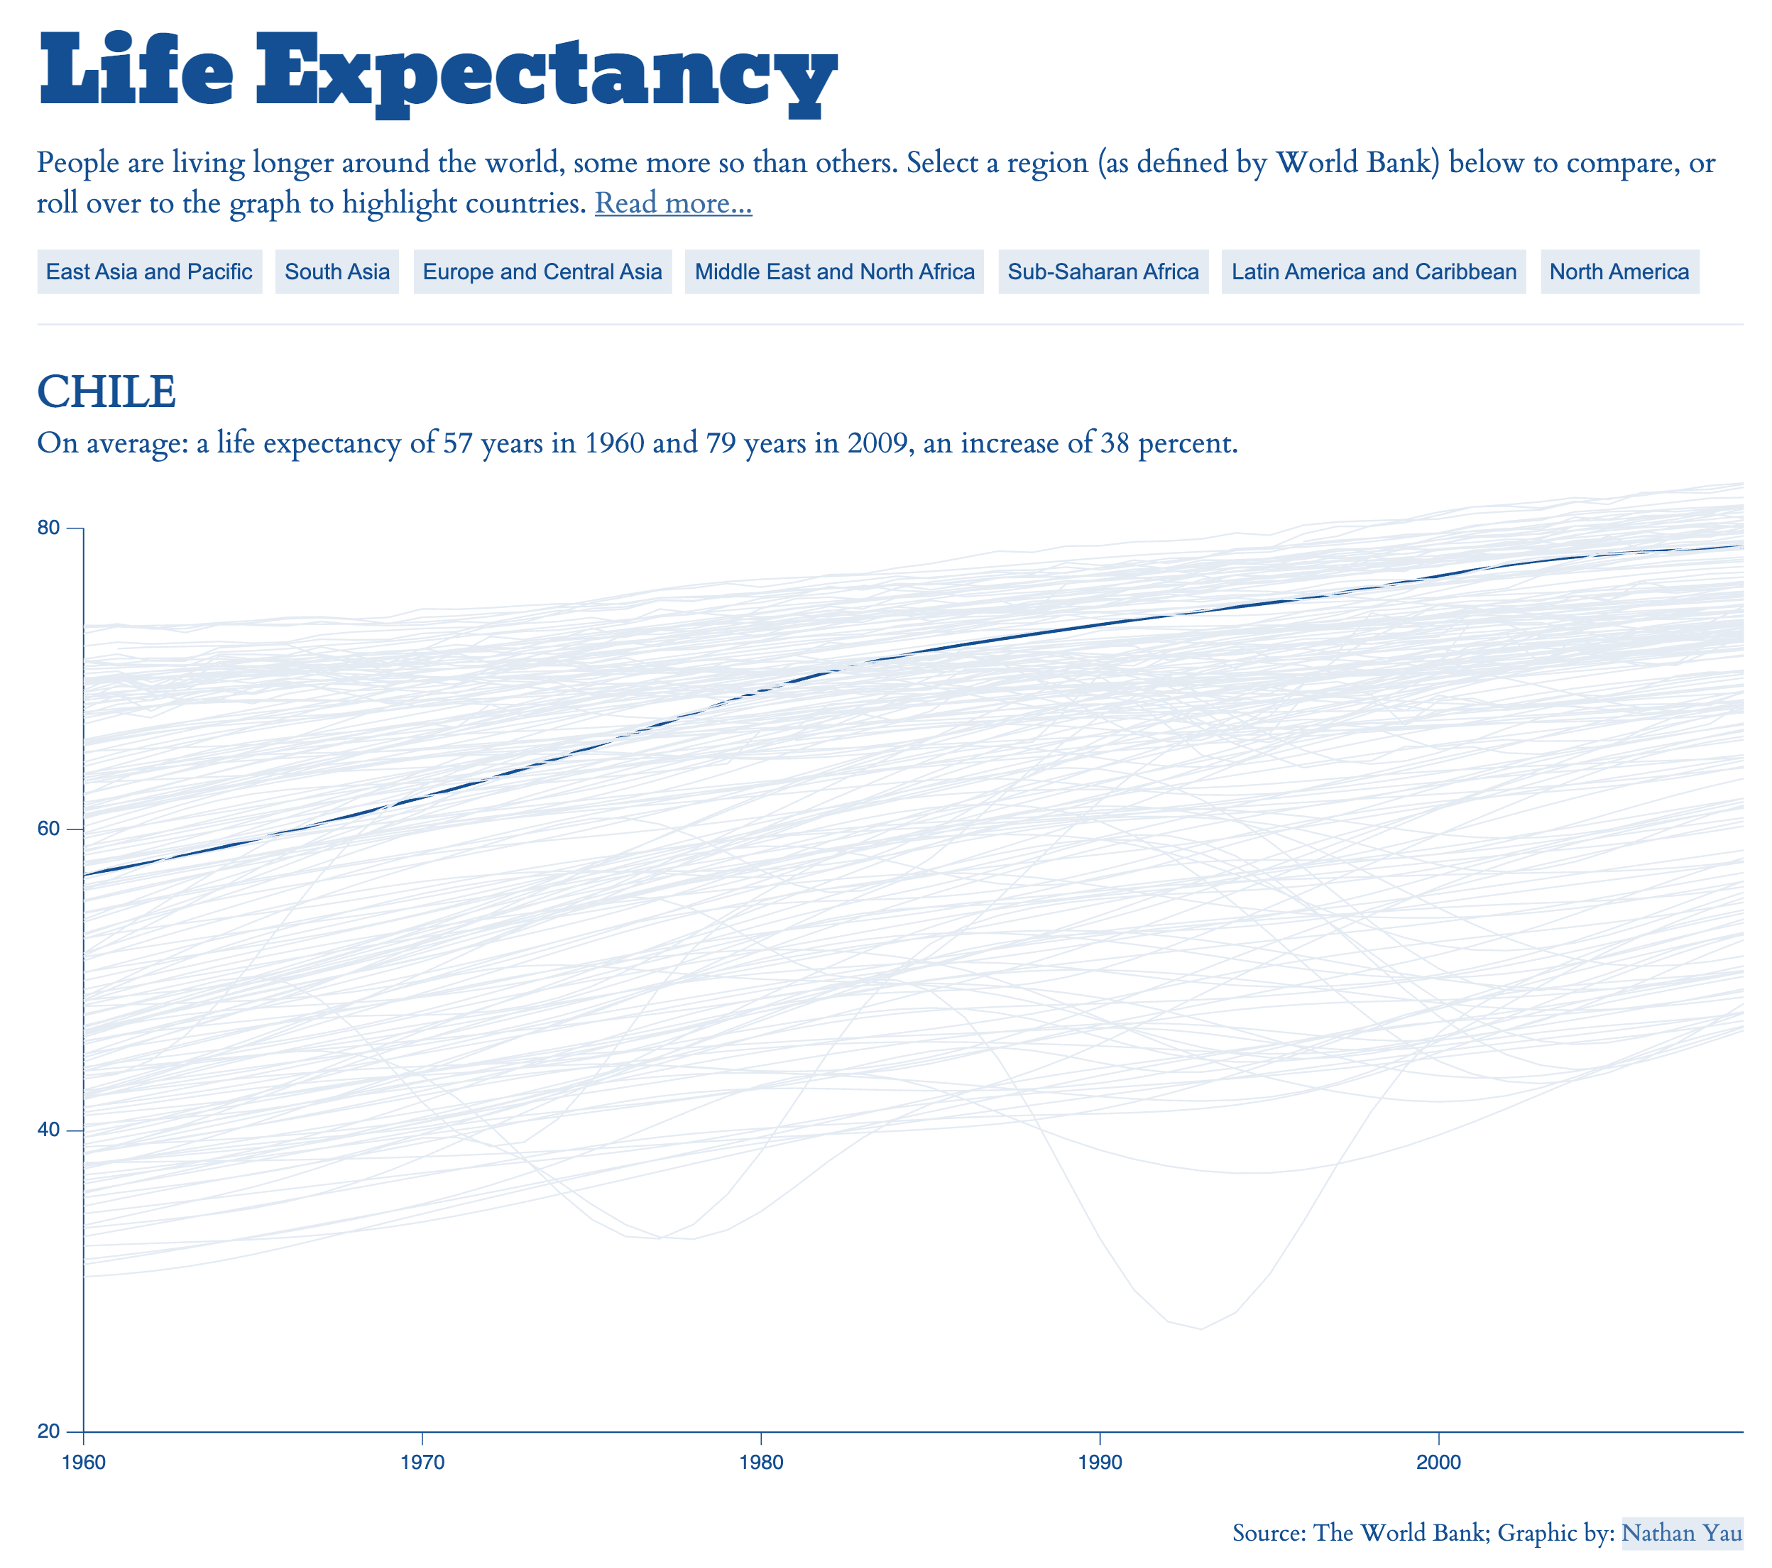 Life Expectancy
People are living longer around the world, some more so than others. Select a region (as defined by World Bank) below to compare, or
roll over to the graph to highlight countries. Read more...
East Asia and Pacific South Asia Europe and Central Asia Middle East and North Africa Sub-Saharan Africa Latin America and Caribbean North America
CHILE
On average: a life expectancy of 57 years in 1960 and 79 years in 2009, an increase of 38 percent.
80
60
40
20
1960 1970 1980 1990 2000
Source: The World Bank; Graphic by: Nathan Yau